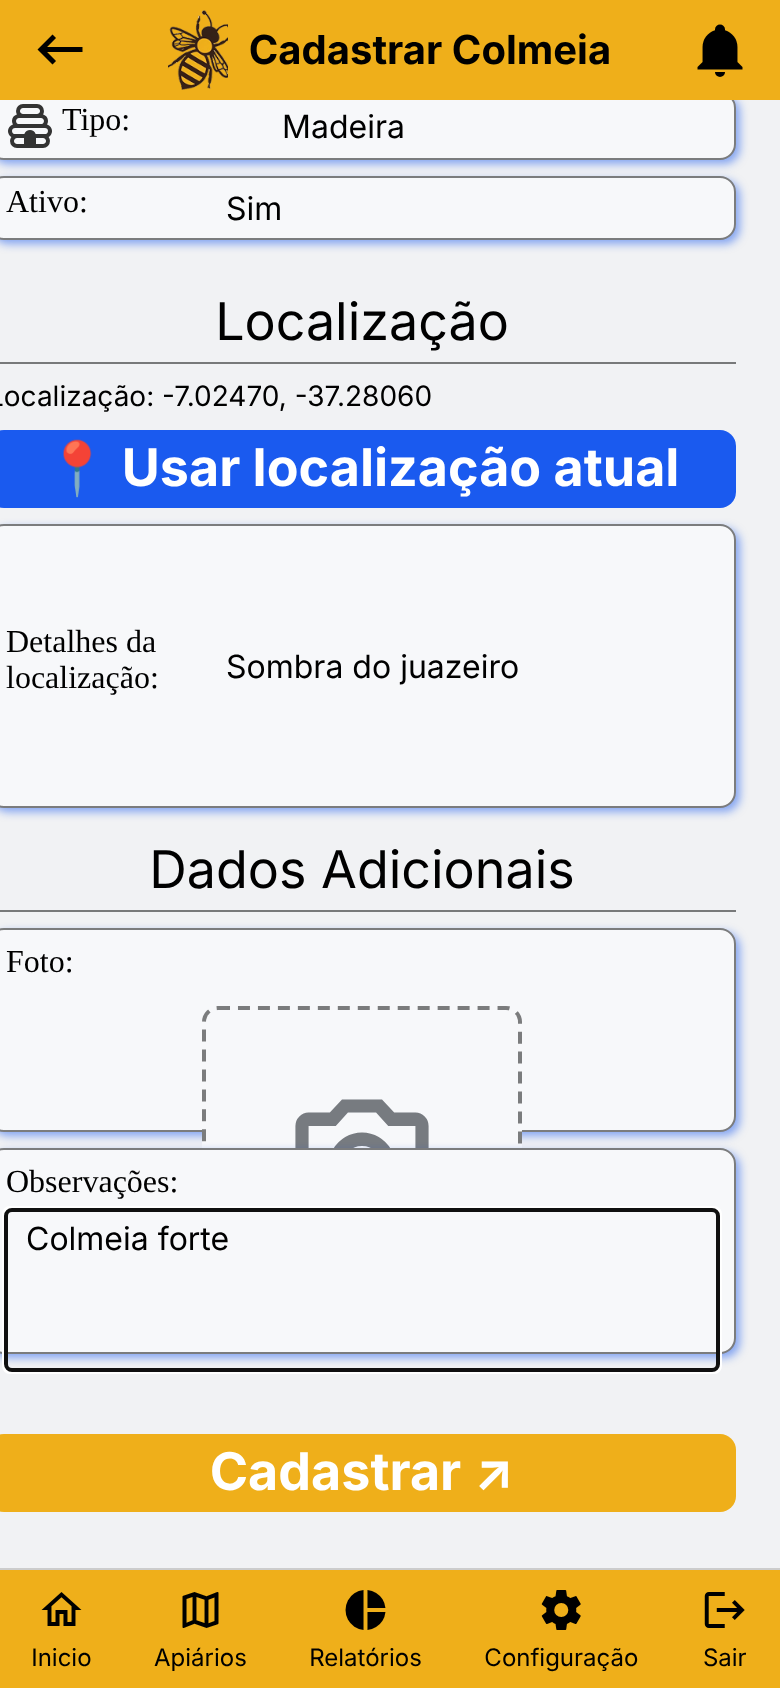 Cadastrar Colmeia
Tipo: Madeira
Ativo: Sim
Localização
Localização: -7.02470, -37.28060
Usar localização atual
Detalhes da
localização:
Sombra do juazeiro
Dados Adicionais
Foto:
Observações:
Colmeia forte
Cadastrar
Inicio Apiários Relatórios Configuração Sair